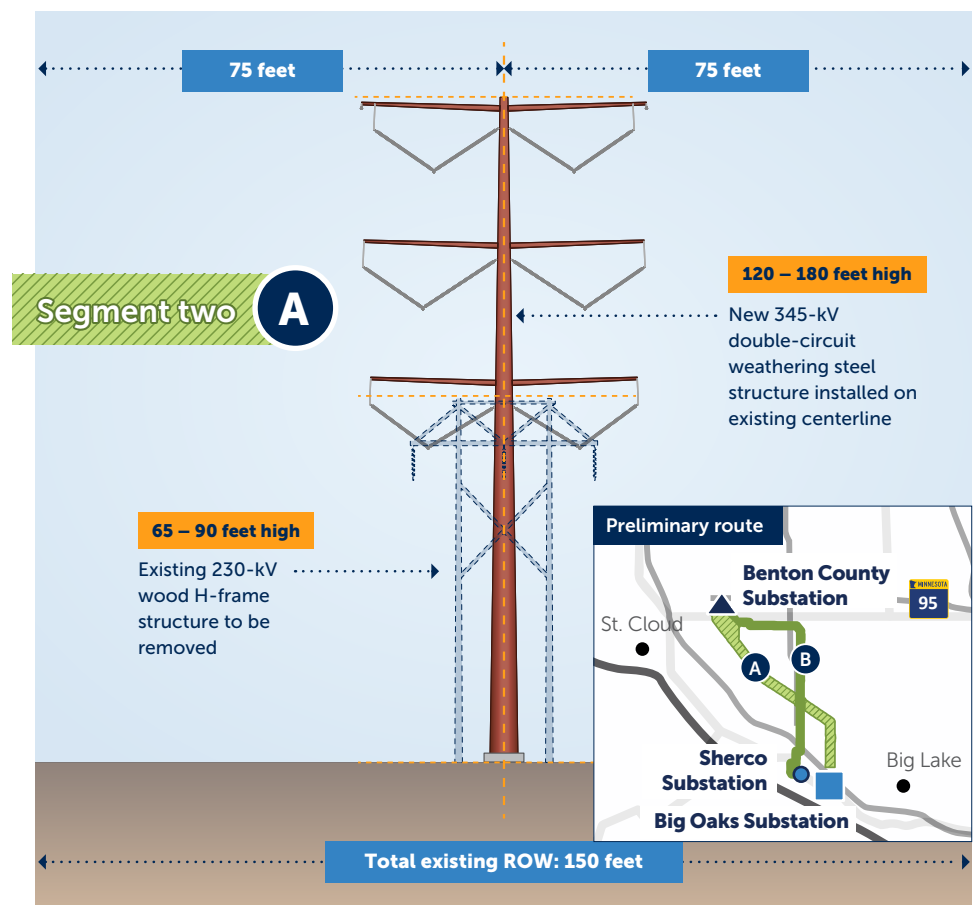 75 feet
75 feet
Segment two
A
120 – 180 feet high
New 345-kV
double-circuit
weathering steel
structure installed on
existing centerline
65 – 90 feet high
Existing 230-kV
wood H-frame
structure to be
removed
Preliminary route
Benton County
Substation
MINNESOTA
95
St. Cloud
A
B
Sherco
Substation
Big Lake
Big Oaks Substation
Total existing ROW: 150 feet